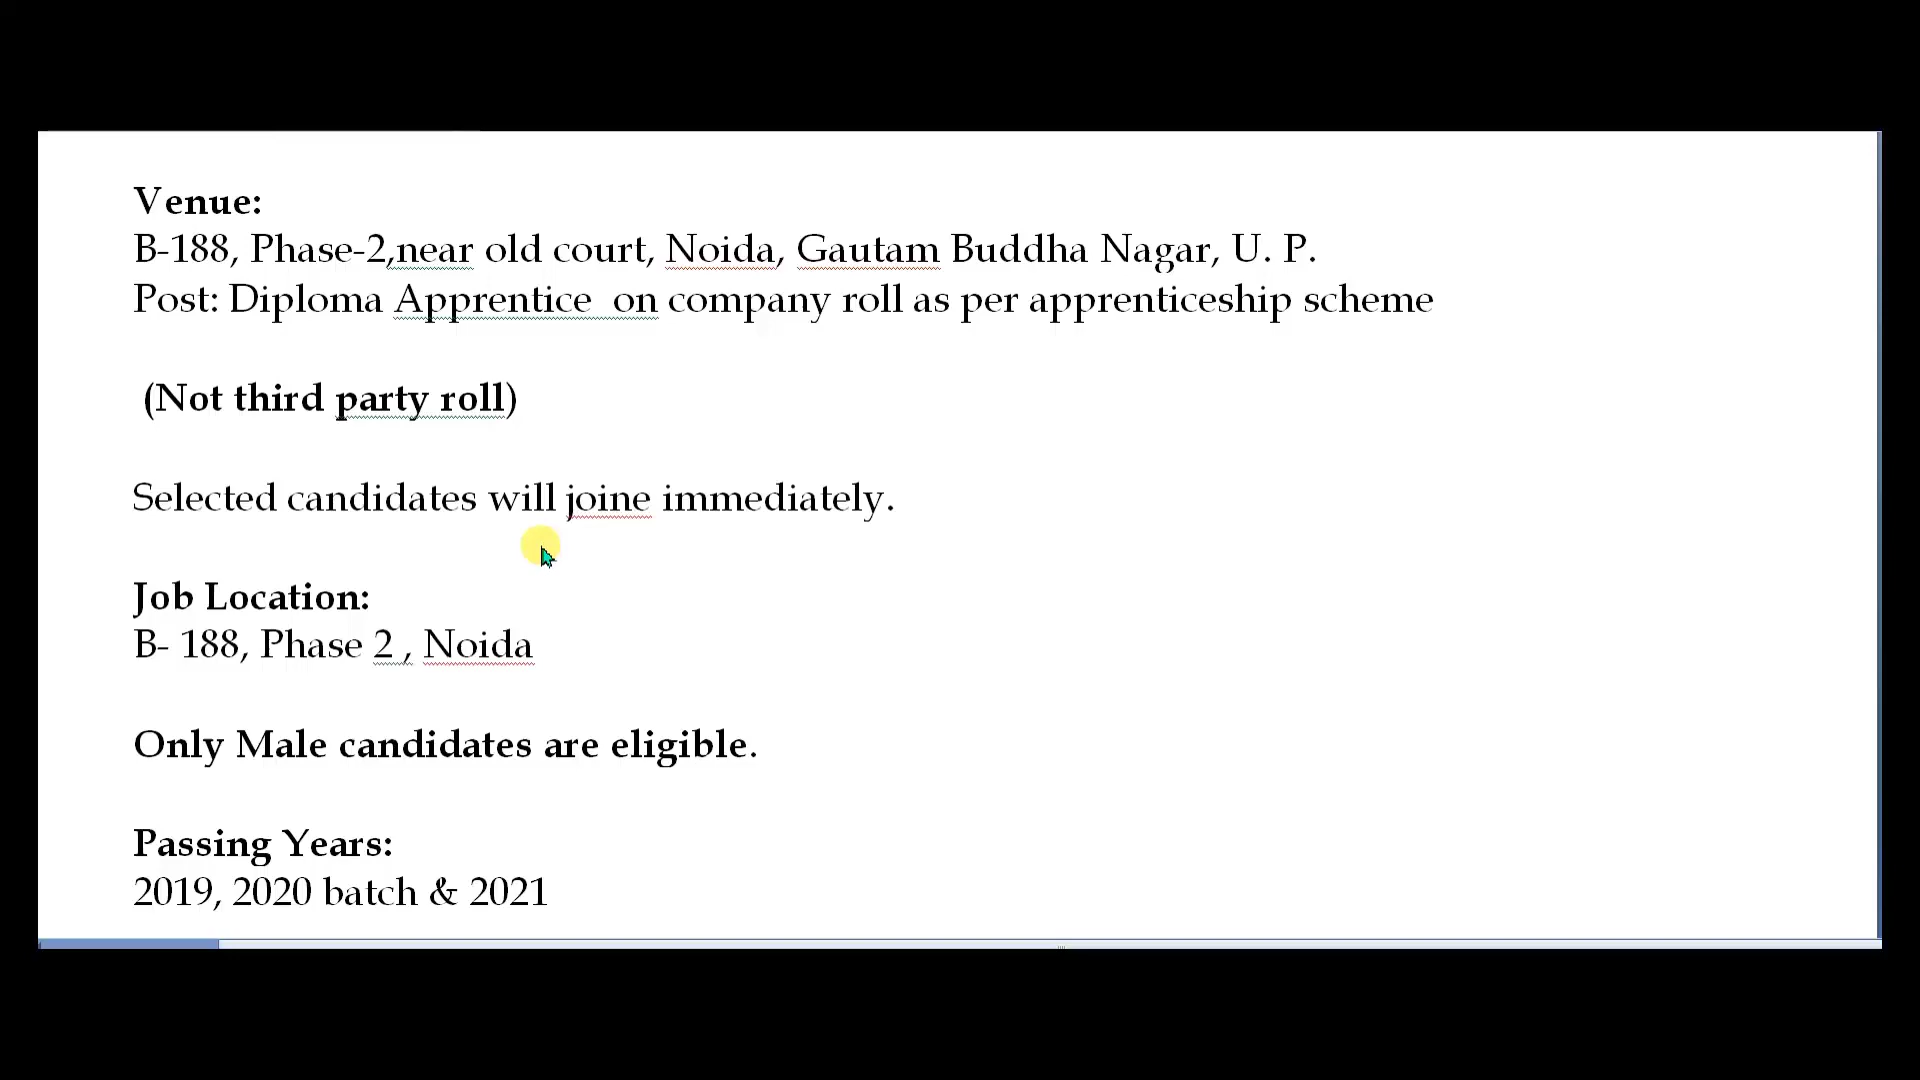 Venue:
B-188, Phase-2,near old court, Noida, Gautam Buddha Nagar, U. P.
Post: Diploma Apprentice  on company roll as per apprenticeship scheme
(Not third party roll)
Selected candidates will joine immediately.
Job Location:
B- 188, Phase 2 , Noida
Only Male candidates are eligible.
Passing Years:
2019, 2020 batch & 2021